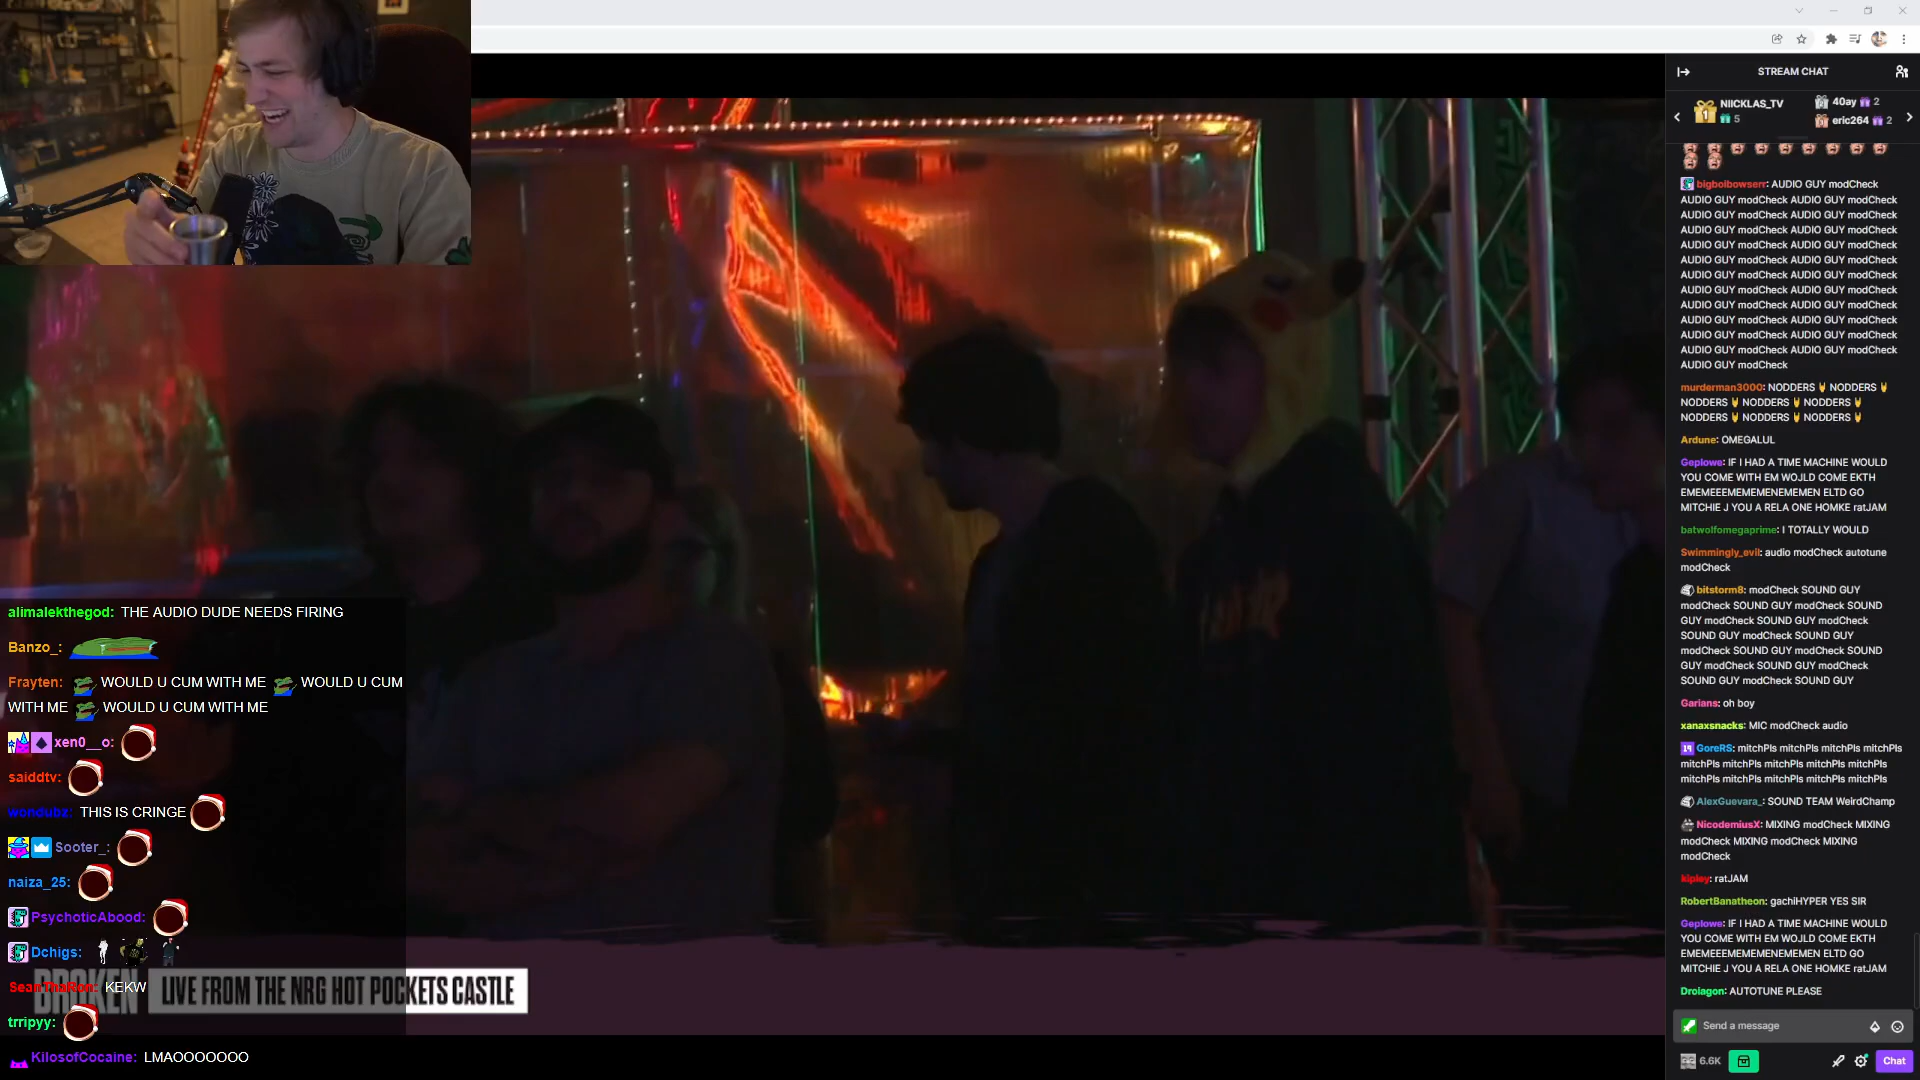 STREAM CHAT
NIICKLAS_TV
5
40ay 2
eric264 2
bigboibowserr: AUDIO GUY modCheck
AUDIO GUY modCheck AUDIO GUY modCheck
AUDIO GUY modCheck AUDIO GUY modCheck
AUDIO GUY modCheck AUDIO GUY modCheck
AUDIO GUY modCheck AUDIO GUY modCheck
AUDIO GUY modCheck AUDIO GUY modCheck
AUDIO GUY modCheck AUDIO GUY modCheck
AUDIO GUY modCheck AUDIO GUY modCheck
AUDIO GUY modCheck AUDIO GUY modCheck
AUDIO GUY modCheck AUDIO GUY modCheck
AUDIO GUY modCheck AUDIO GUY modCheck
AUDIO GUY modCheck AUDIO GUY modCheck
AUDIO GUY modCheck
murderman3000: NODDERS 🤘 NODDERS 🤘
NODDERS 🤘 NODDERS 🤘 NODDERS 🤘
NODDERS 🤘 NODDERS 🤘 NODDERS 🤘
Ardune: OMEGALUL
Geplowe: IF I HAD A TIME MACHINE WOULD
YOU COME WITH EM WOJLD COME EKTH
EMEMEEEMEMEMENEMEMEN ELTD GO
MITCHIE J YOU A RELA ONE HOMKE ratJAM
batwolfomegaprime: I TOTALLY WOULD
Swimmingly_evil: audio modCheck autotune
modCheck
bitstorm8: modCheck SOUND GUY
modCheck SOUND GUY modCheck SOUND
GUY modCheck SOUND GUY modCheck
SOUND GUY modCheck SOUND GUY
modCheck SOUND GUY modCheck SOUND
GUY modCheck SOUND GUY modCheck
SOUND GUY modCheck SOUND GUY
Garians: oh boy
xanaxsnacks: MIC modCheck audio
GoreRS: mitchPls mitchPls mitchPls mitchPls
mitchPls mitchPls mitchPls mitchPls mitchPls
mitchPls mitchPls mitchPls mitchPls mitchPls
AlexGuevara_: SOUND TEAM WeirdChamp
NicodemiusX: MIXING modCheck MIXING
modCheck MIXING modCheck MIXING
modCheck
kipley: ratJAM
RobertBanatheon: gachiHYPER YES SIR
Geplowe: IF I HAD A TIME MACHINE WOULD
YOU COME WITH EM WOJLD COME EKTH
EMEMEEEMEMEMENEMEMEN ELTD GO
MITCHIE J YOU A RELA ONE HOMKE ratJAM
Drolagon: AUTOTUNE PLEASE
Send a message
6.6K
Chat
alimalekthegod: THE AUDIO DUDE NEEDS FIRING
Banzo_:
Frayten: WOULD U CUM WITH ME WOULD U CUM
WITH ME WOULD U CUM WITH ME
xen0__o:
saiddtv:
wondubz: THIS IS CRINGE
Sooter_:
naiza_25:
PsychoticAbood:
Dchigs:
SeanThaRon: KEKW
trripyy:
KilosofCocaine: LMAOOOOOOO
BROKEN
LIVE FROM THE NRG HOT POCKETS CASTLE